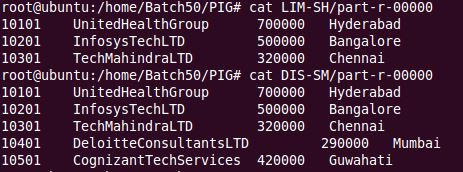 root@ubuntu:/home/Batch50/PIG# cat LIM-SH/part-r-00000
10101 UnitedHealthGroup 700000 Hyderabad
10201 InfosysTechLTD 500000 Bangalore
10301 TechMahindraLTD 320000 Chennai
root@ubuntu:/home/Batch50/PIG# cat DIS-SM/part-r-00000
10101 UnitedHealthGroup 700000 Hyderabad
10201 InfosysTechLTD 500000 Bangalore
10301 TechMahindraLTD 320000 Chennai
10401 DeloitteConsultantsLTD 290000 Mumbai
10501 CognizantTechServices 420000 Guwahati